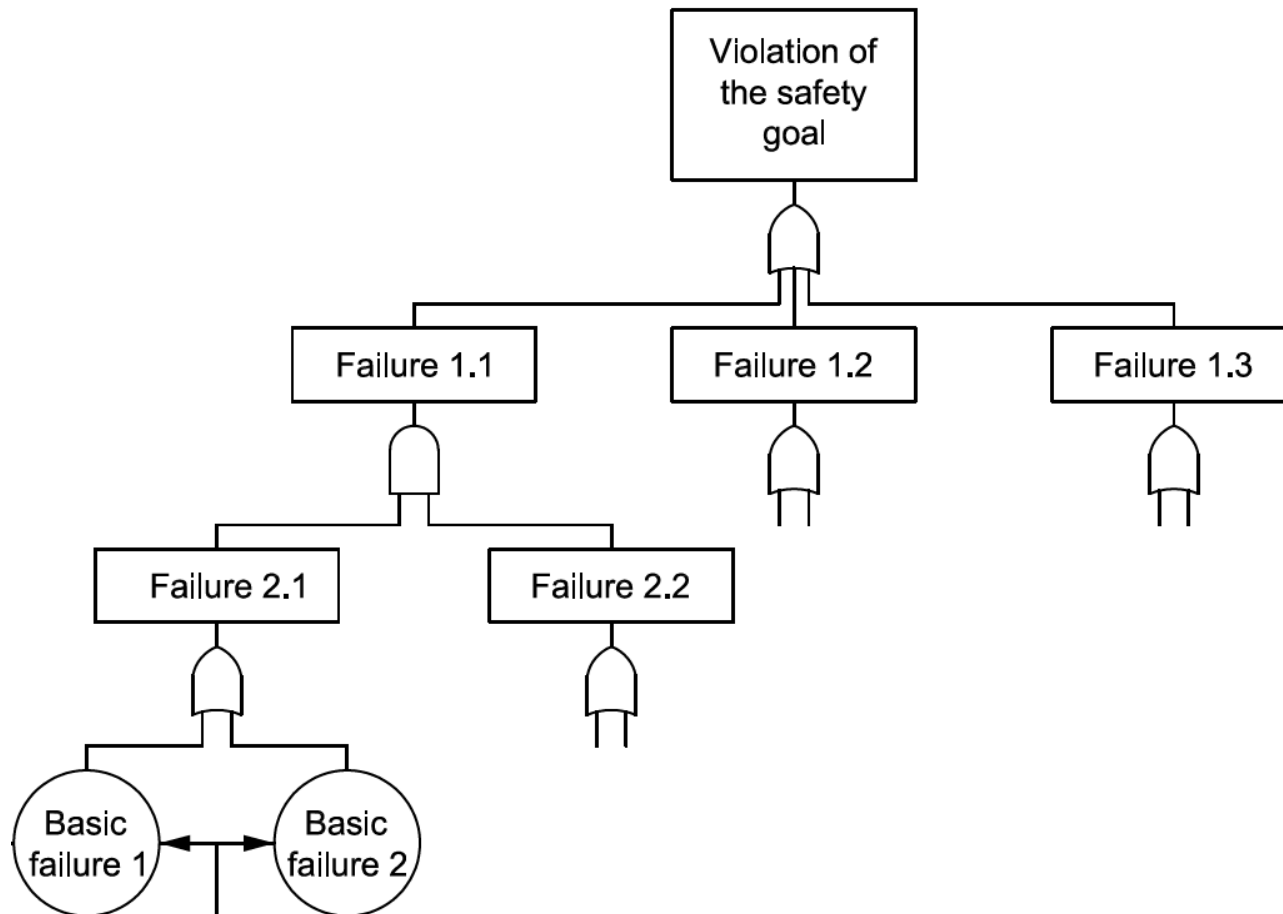 Violation of
the safety
goal
Failure 1.1
Failure 1.2
Failure 1.3
Failure 2.1
Failure 2.2
Basic
failure 1
Basic
failure 2